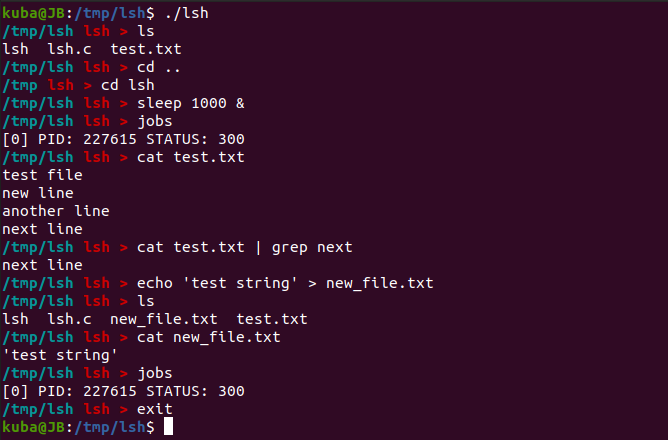 kuba@JB:/tmp/lsh$ ./lsh
/tmp/lsh lsh > ls
lsh  lsh.c  test.txt
/tmp/lsh lsh > cd ..
/tmp lsh > cd lsh
/tmp/lsh lsh > sleep 1000 &
/tmp/lsh lsh > jobs
[0] PID: 227615 STATUS: 300
/tmp/lsh lsh > cat test.txt
test file
new line
another line
next line
/tmp/lsh lsh > cat test.txt | grep next
next line
/tmp/lsh lsh > echo 'test string' > new_file.txt
/tmp/lsh lsh > ls
lsh  lsh.c  new_file.txt  test.txt
/tmp/lsh lsh > cat new_file.txt
'test string'
/tmp/lsh lsh > jobs
[0] PID: 227615 STATUS: 300
/tmp/lsh lsh > exit
kuba@JB:/tmp/lsh$